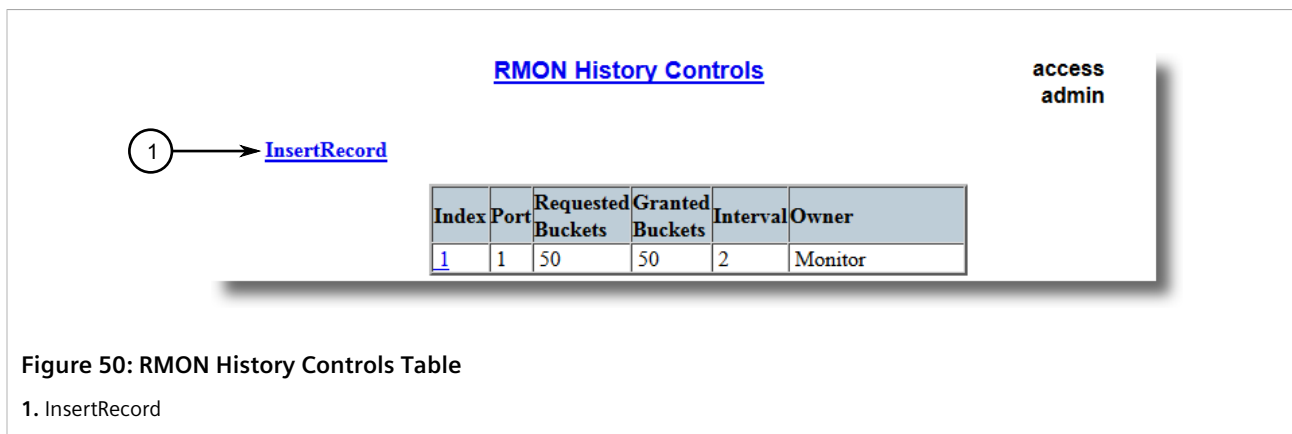 RMON History Controls
access
admin
1
InsertRecord
Index Port Requested Buckets Granted Buckets Interval Owner
1 1 50 50 2 Monitor
Figure 50: RMON History Controls Table
1. InsertRecord